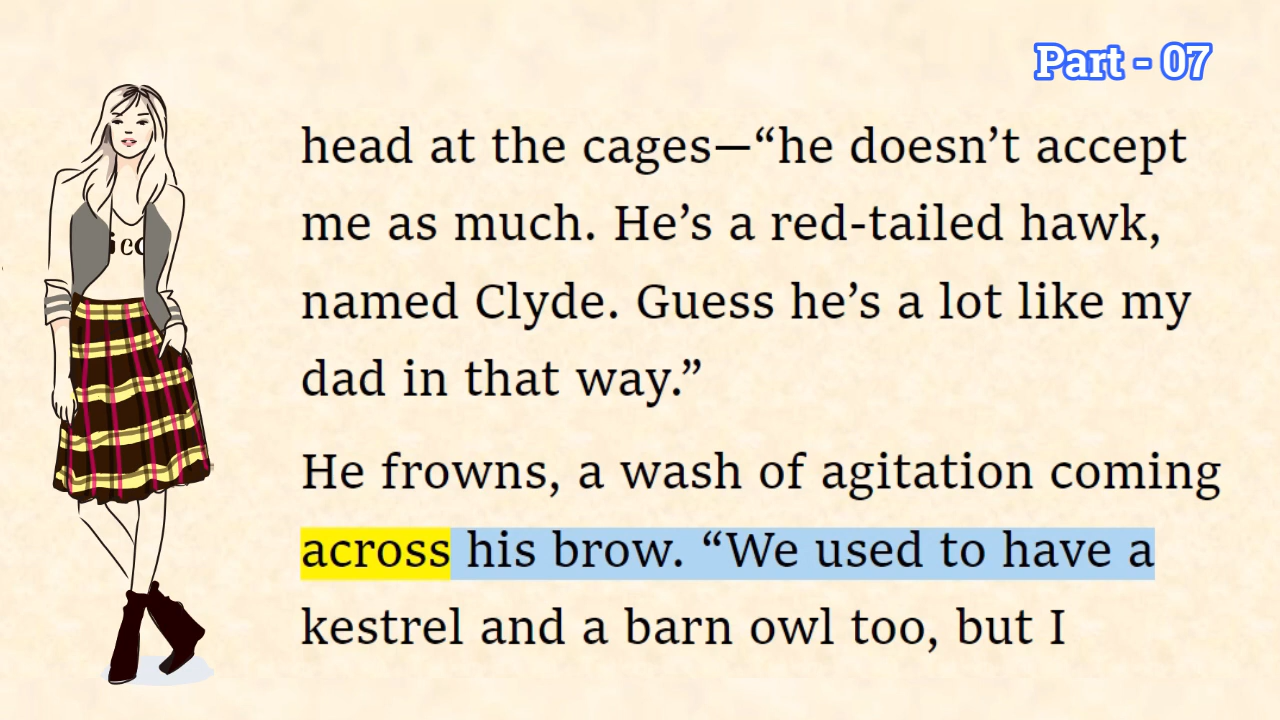 Part - 07
head at the cages—“he doesn’t accept
me as much. He’s a red-tailed hawk,
named Clyde. Guess he’s a lot like my
dad in that way.”
He frowns, a wash of agitation coming
across his brow. “We used to have a
kestrel and a barn owl too, but I